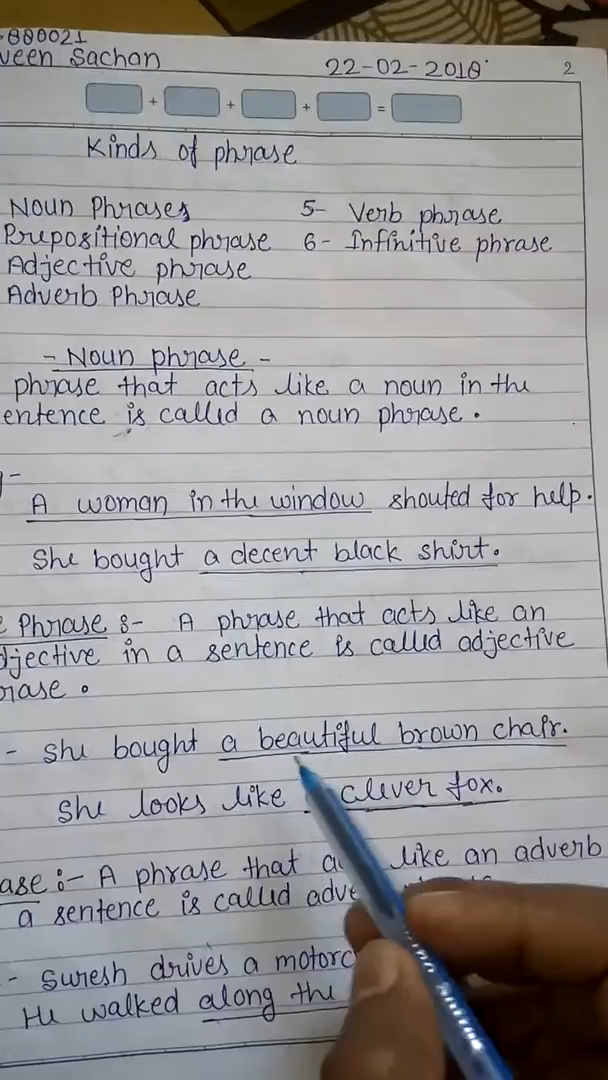 -000021
veen Sachan 22-02-2018 2
+ + + =
Kinds of phrase
Noun Phrases 5- Verb phrase
Prepositional phrase 6- Infinitive phrase
Adjective phrase
Adverb Phrase
- Noun phrase -
phrase that acts like a noun in the
entence is called a noun phrase.
A woman in the window shouted for help.
She bought a decent black shirt.
e Phrase :- A phrase that acts like an
djective in a sentence is called adjective
rase.
- She bought a beautiful brown chair.
She looks like clever fox.
ase :- A phrase that a like an adverb
a sentence is called adve
- Suresh drives a motorc
He walked along the